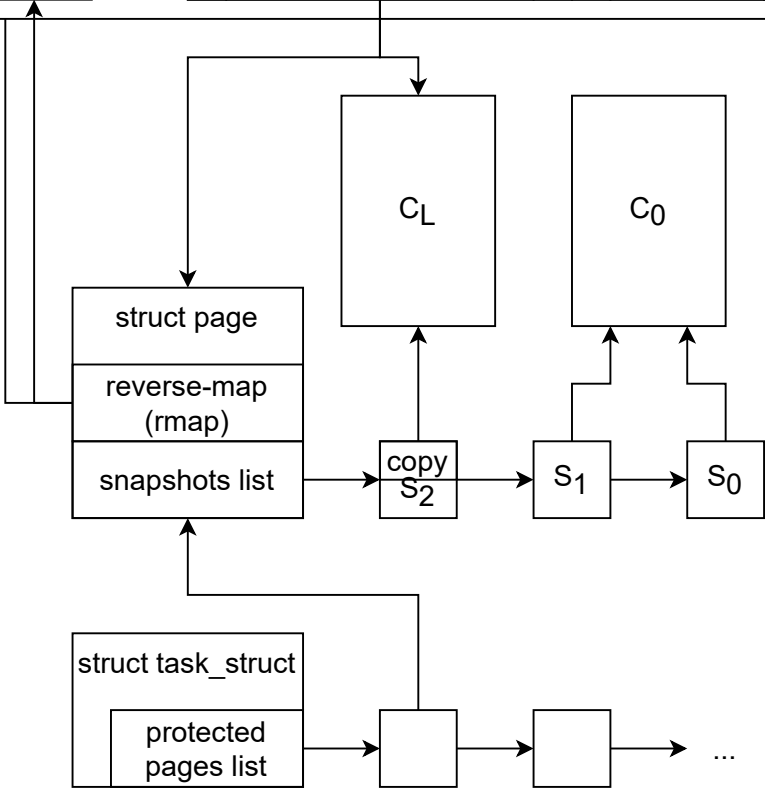 C_L
C_0
struct page
reverse-map
(rmap)
snapshots list
copy
S_2
S_1
S_0
struct task_struct
protected
pages list
...